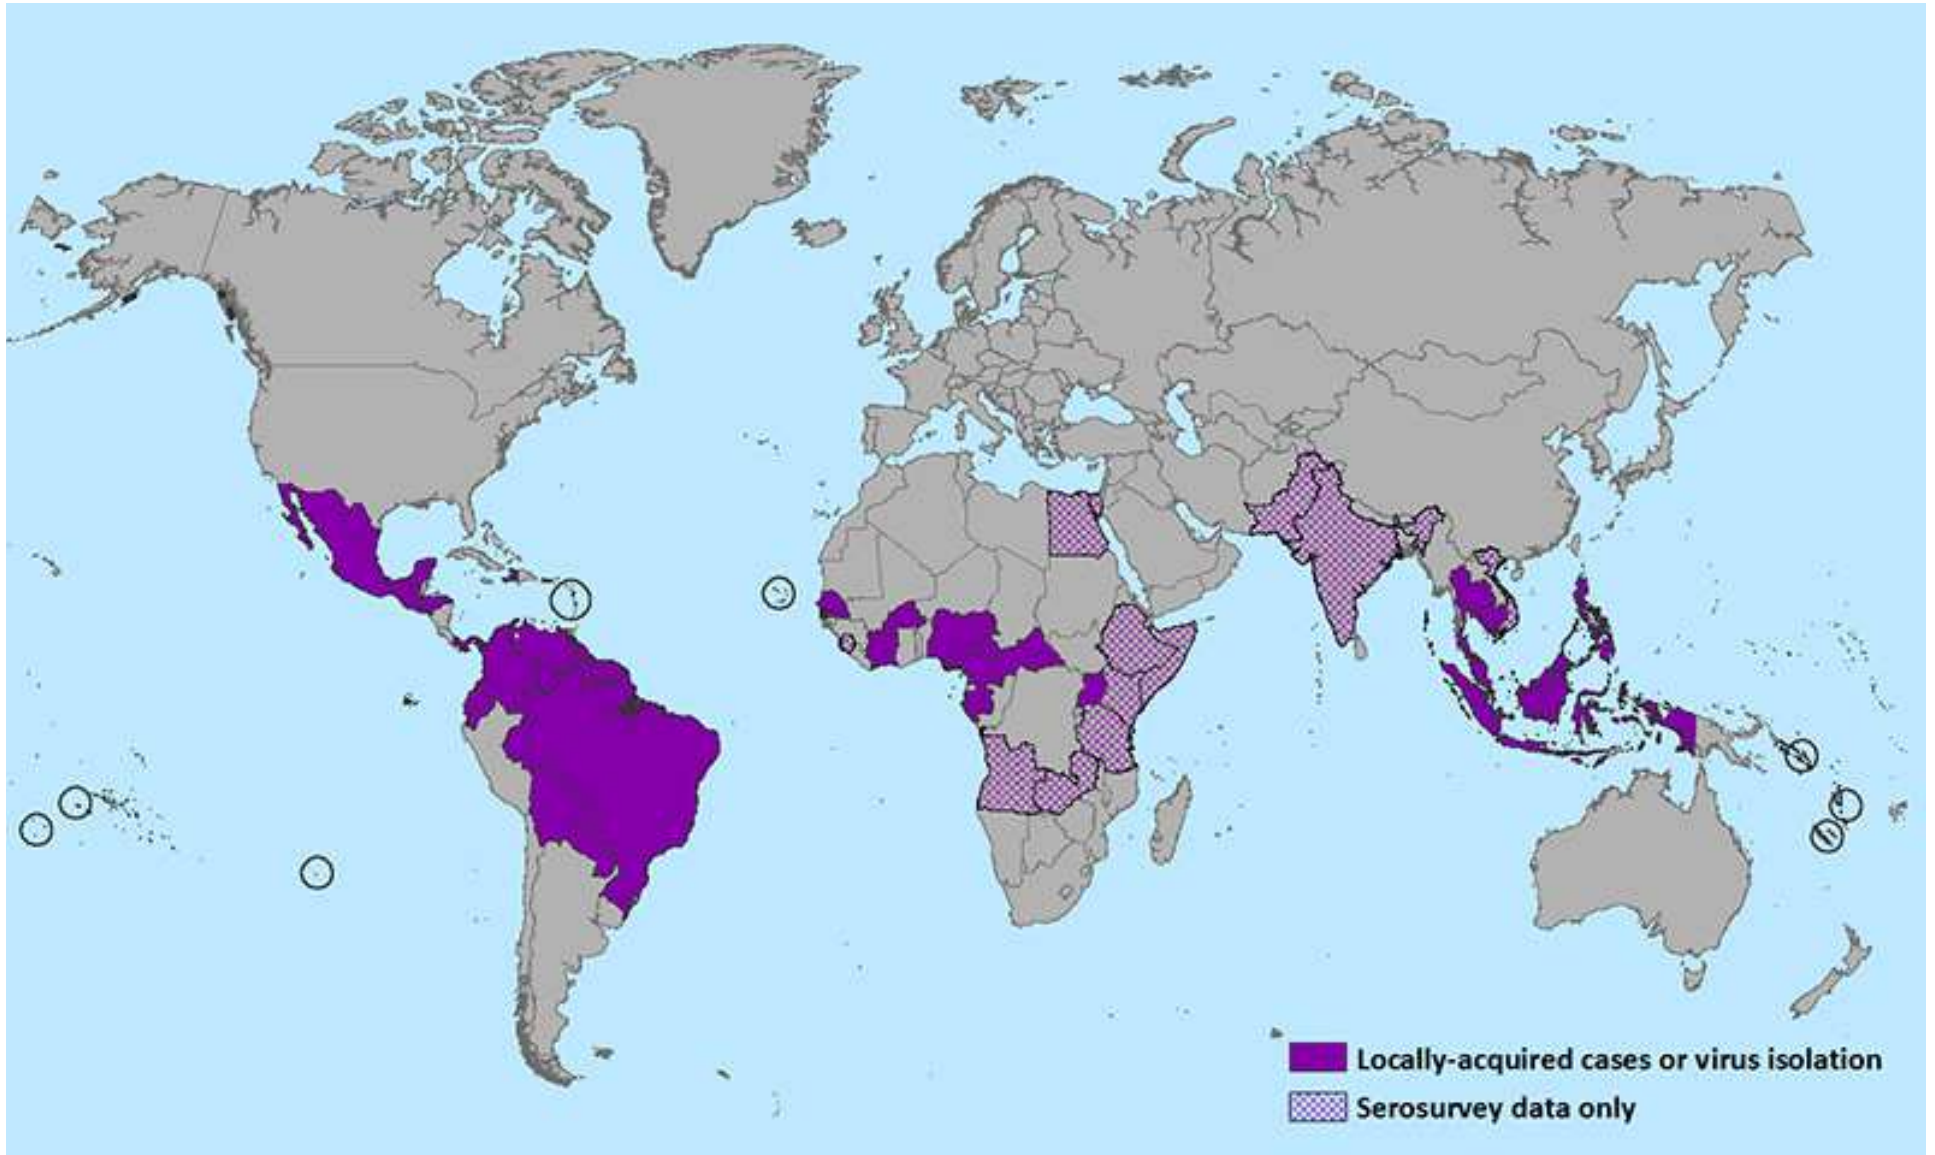 Locally-acquired cases or virus isolation
Serosurvey data only